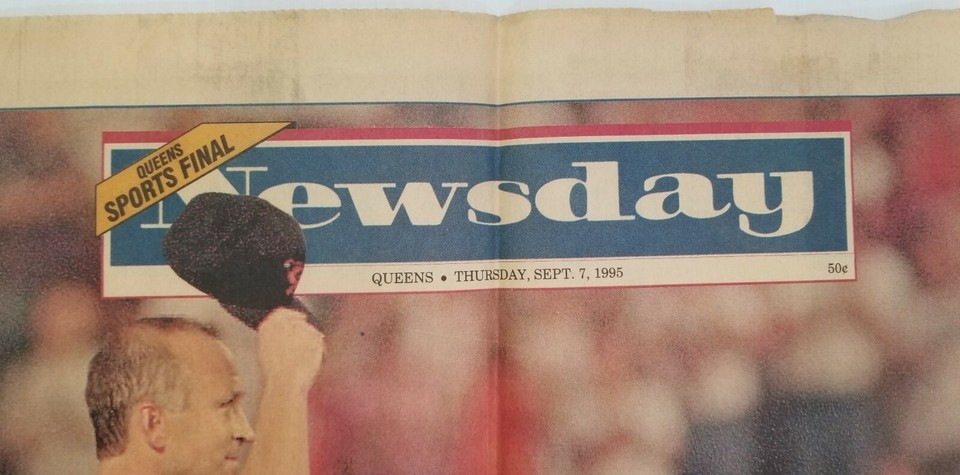 QUEENS
SPORTS FINAL
Newsday
QUEENS • THURSDAY, SEPT. 7, 1995
50¢